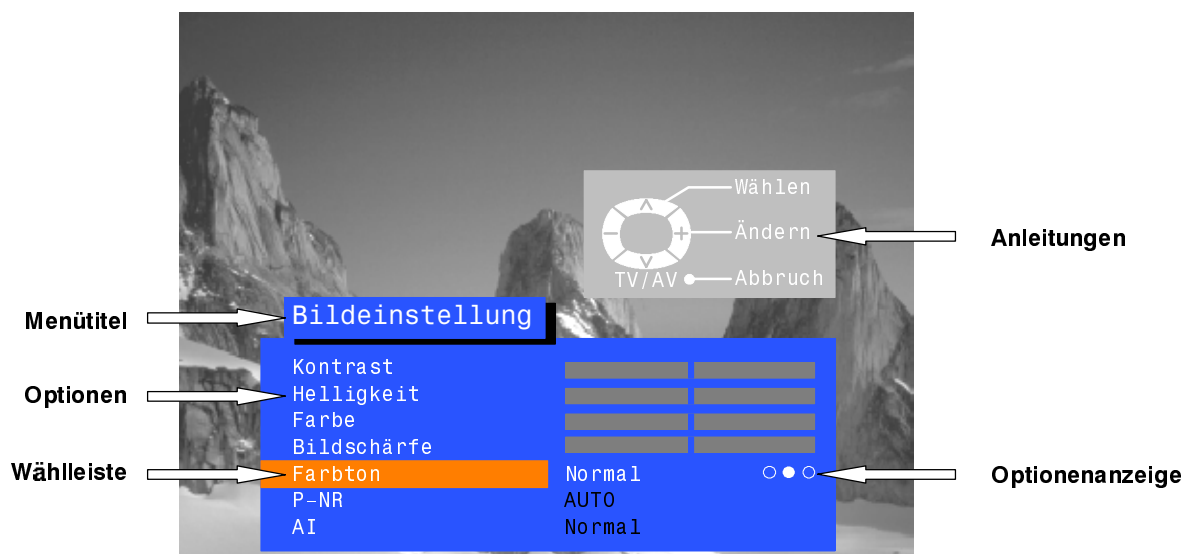 Wählen
Ändern
TV/AV Abbruch
Anleitungen
Menütitel
Bildeinstellung
Kontrast
Optionen
Helligkeit
Farbe
Bildschärfe
Wählleiste
Farbton Normal
Optionenanzeige
P-NR AUTO
AI Normal